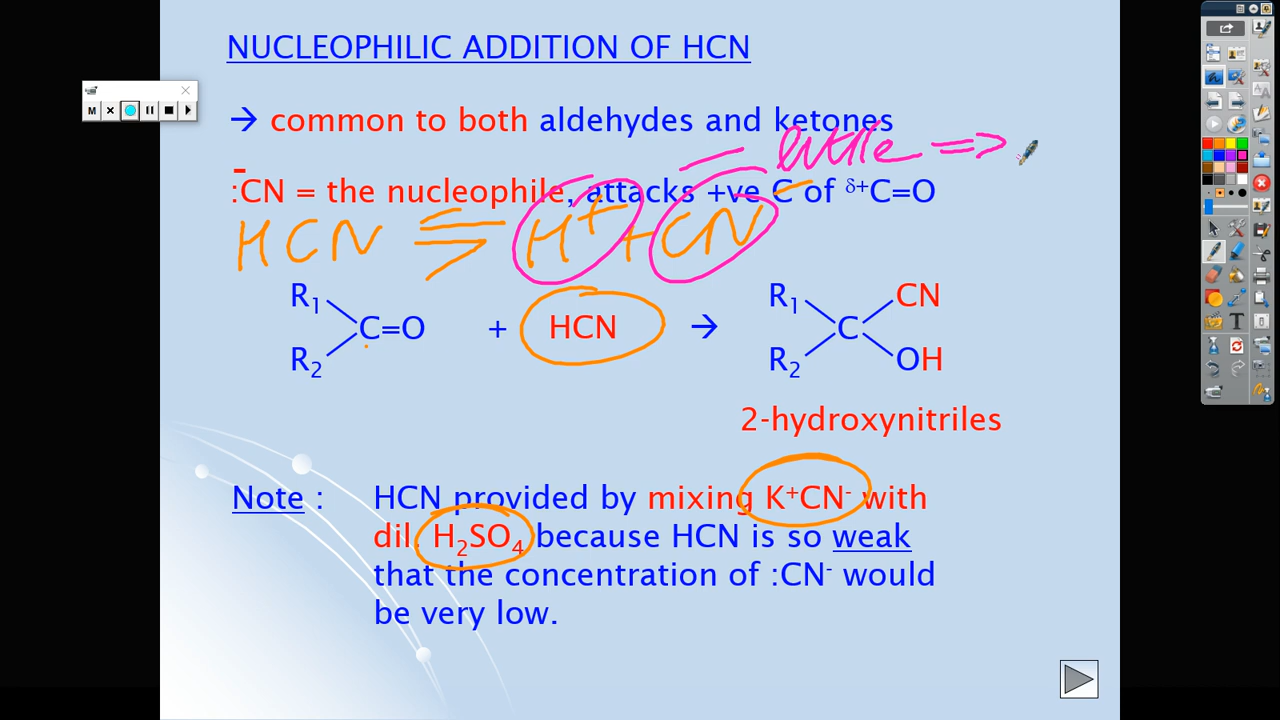 NUCLEOPHILIC ADDITION OF HCN
→ common to both aldehydes and ketones
little =>
:CN⁻ = the nucleophile, attacks +ve C of δ+C=O
HCN ⇌ H⁺ + CN⁻
R₁ R₂ C=O + HCN → R₁ R₂ C CN OH
2-hydroxynitriles
Note : HCN provided by mixing K⁺CN⁻ with
dil. H₂SO₄ because HCN is so weak
that the concentration of :CN⁻ would
be very low.
M